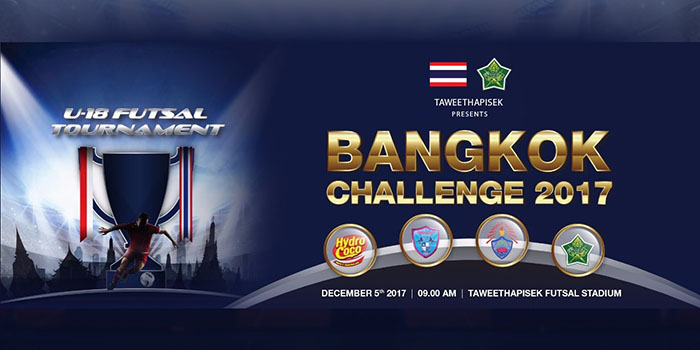 U-18 FUTSAL
TOURNAMENT
TAWEETHAPISEK
PRESENTS
BANGKOK
CHALLENGE 2017
Hydro
Coco
DECEMBER 5th 2017 | 09.00 AM | TAWEETHAPISEK FUTSAL STADIUM